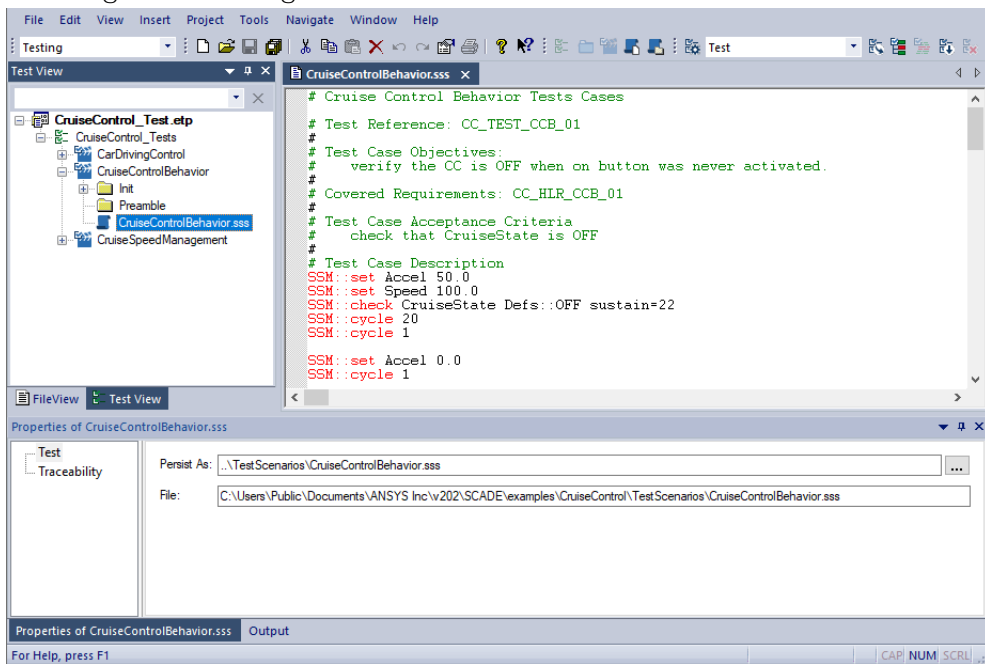 File Edit View Insert Project Tools Navigate Window Help
Testing
Test
Test View
CruiseControlBehavior.sss
CruiseControl_Test.etp
CruiseControl_Tests
CarDrivingControl
CruiseControlBehavior
Init
Preamble
CruiseControlBehavior.sss
CruiseSpeedManagement
# Cruise Control Behavior Tests Cases
# Test Reference: CC_TEST_CCB_01
#
# Test Case Objectives:
#    verify the CC is OFF when on button was never activated.
#
# Covered Requirements: CC_HLR_CCB_01
#
# Test Case Acceptance Criteria
#    check that CruiseState is OFF
#
# Test Case Description
SSM::set Accel 50.0
SSM::set Speed 100.0
SSM::check CruiseState Defs::OFF sustain=22
SSM::cycle 20
SSM::cycle 1
SSM::set Accel 0.0
SSM::cycle 1
FileView Test View
Properties of CruiseControlBehavior.sss
Test
Traceability
Persist As: ..\TestScenarios\CruiseControlBehavior.sss
...
File: C:\Users\Public\Documents\ANSYS Inc\v202\SCADE\examples\CruiseControl\TestScenarios\CruiseControlBehavior.sss
Properties of CruiseControlBehavior.sss Output
For Help, press F1
CAP NUM SCRL